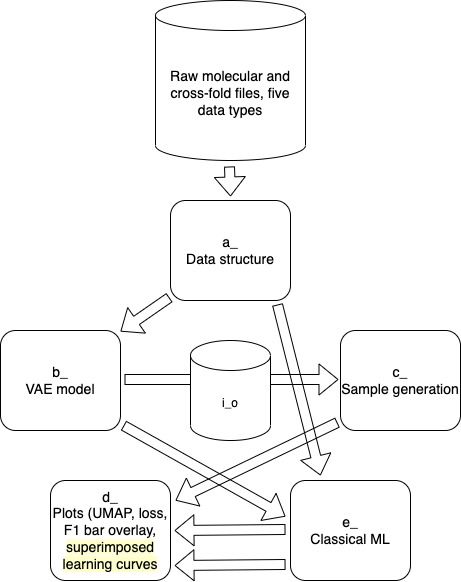 Raw molecular and
cross-fold files, five
data types
a_
Data structure
b_
VAE model
i_o
c_
Sample generation
d_
Plots (UMAP, loss,
F1 bar overlay,
superimposed
learning curves
e_
Classical ML